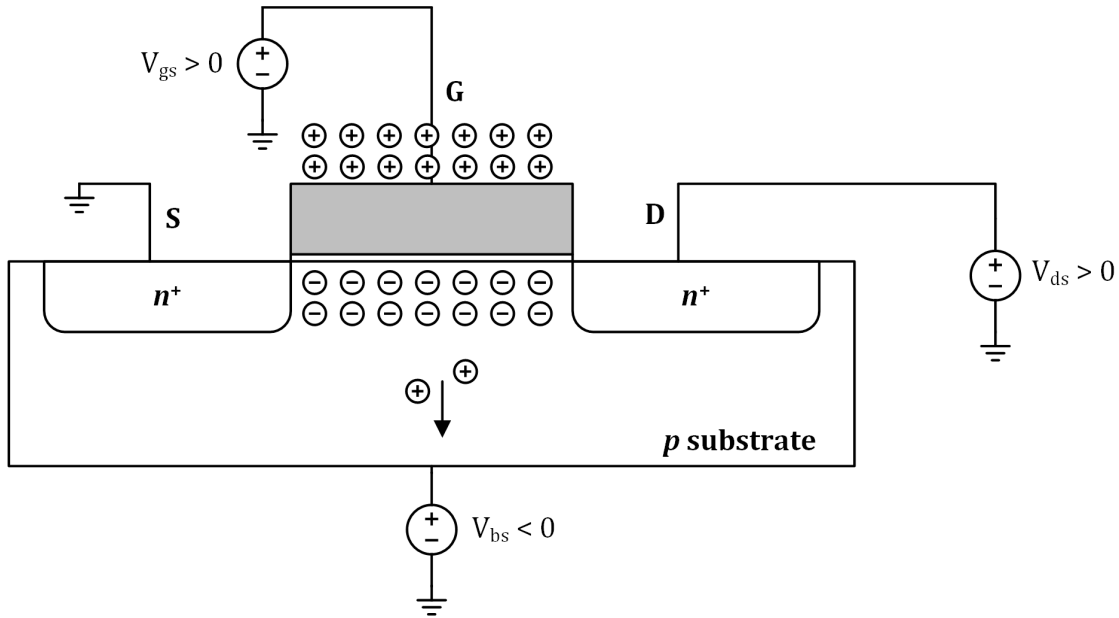 V_gs > 0
G
S
D
n⁺
n⁺
V_ds > 0
p substrate
V_bs < 0